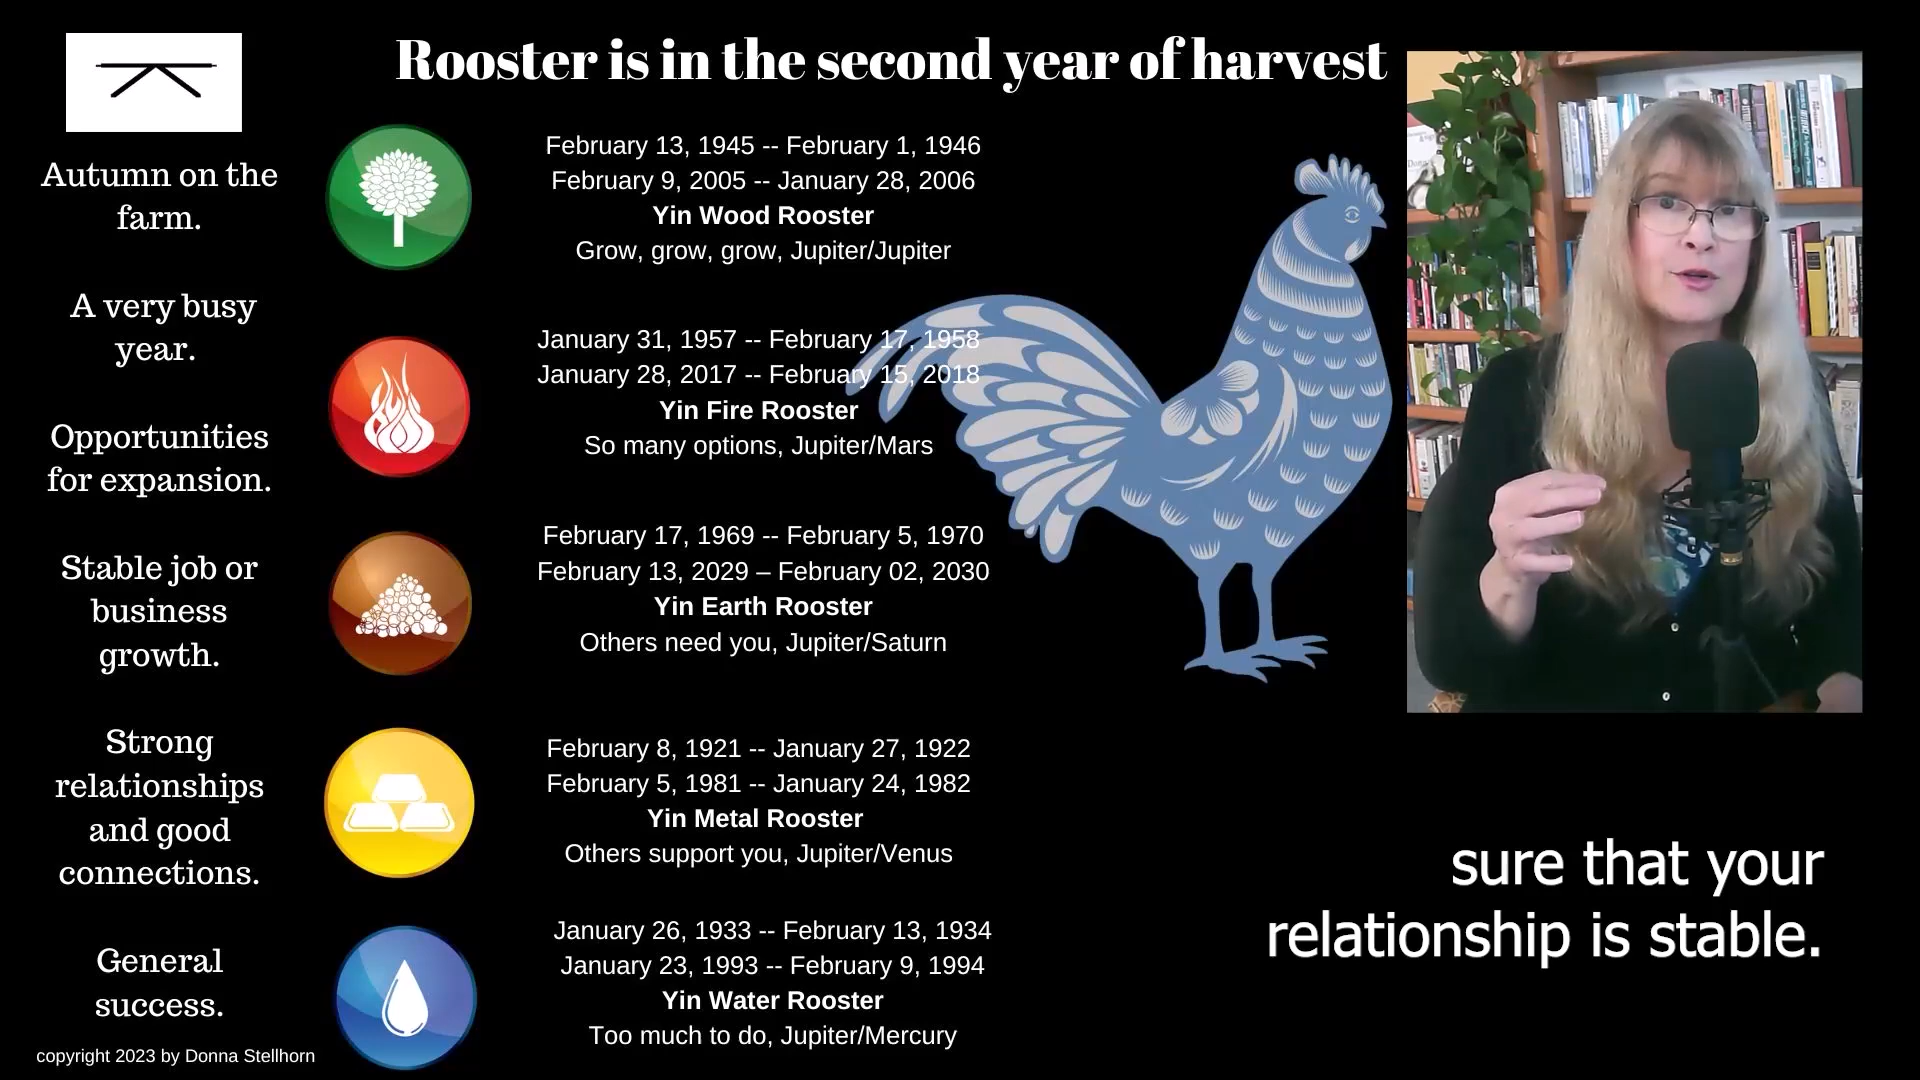 Rooster is in the second year of harvest
Autumn on the
farm.
A very busy
year.
Opportunities
for expansion.
Stable job or
business
growth.
Strong
relationships
and good
connections.
General
success.
copyright 2023 by Donna Stellhorn
February 13, 1945 -- February 1, 1946
February 9, 2005 -- January 28, 2006
Yin Wood Rooster
Grow, grow, grow, Jupiter/Jupiter
January 31, 1957 -- February 17, 1958
January 28, 2017 -- February 15, 2018
Yin Fire Rooster
So many options, Jupiter/Mars
February 17, 1969 -- February 5, 1970
February 13, 2029 – February 02, 2030
Yin Earth Rooster
Others need you, Jupiter/Saturn
February 8, 1921 -- January 27, 1922
February 5, 1981 -- January 24, 1982
Yin Metal Rooster
Others support you, Jupiter/Venus
January 26, 1933 -- February 13, 1934
January 23, 1993 -- February 9, 1994
Yin Water Rooster
Too much to do, Jupiter/Mercury
sure that your
relationship is stable.